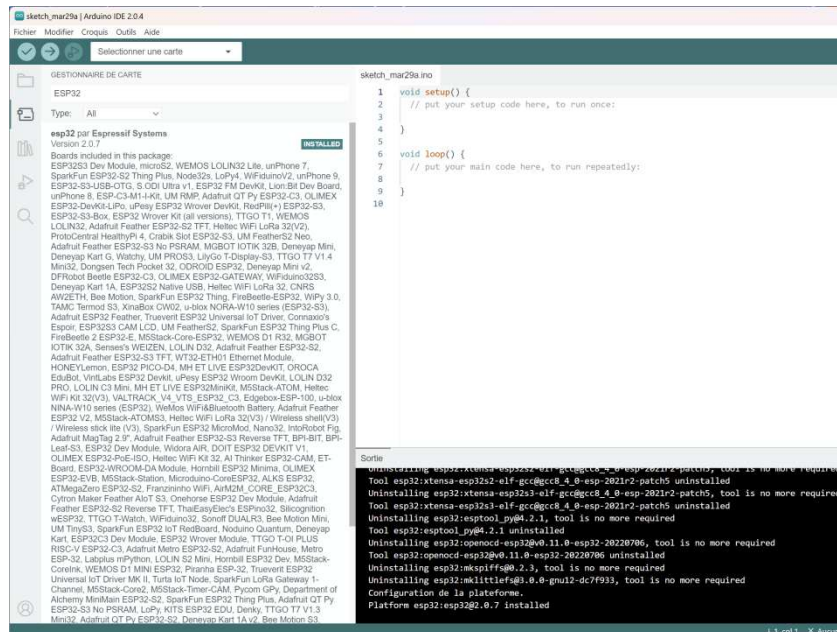 sketch_mar29a | Arduino IDE 2.0.4
Fichier Modifier Croquis Outils Aide
Selectionner une carte
GESTIONNAIRE DE CARTE
ESP32
Type: All
esp32 par Espressif Systems
Version 2.0.7
INSTALLED
Boards included in this package:
ESP32S3 Dev Module, microS2, WEMOS LOLIN32 Lite, unPhone 7,
SparkFun ESP32-S2 Thing Plus, Node32s, LoPy4, WiFiduinoV2, unPhone 9,
ESP32-S3-USB-OTG, S.ODI Ultra v1, ESP32 FM DevKit, Lion:Bit Dev Board,
unPhone 8, ESP-C3-M1-I-Kit, UM RMP, Adafruit QT Py ESP32-C3, OLIMEX
ESP32-DevKit-LiPo, uPesy ESP32 Wrover DevKit, RedPill(+) ESP32-S3,
ESP32-S3-Box, ESP32 Wrover Kit (all versions), TTGO T1, WEMOS
LOLIN32, Adafruit Feather ESP32-S2 TFT, Heltec WiFi LoRa 32(V2),
ProtoCentral HealthyPi 4, Crabik Slot ESP32-S3, UM FeatherS2 Neo,
Adafruit Feather ESP32-S3 No PSRAM, MGBOT IOTIK 32B, Deneyap Mini,
Deneyap Kart G, Watchy, UM PROS3, LilyGo T-Display-S3, TTGO T7 V1.4
Mini32, Dongsen Tech Pocket 32, ODROID ESP32, Deneyap Mini v2,
DFRobot Beetle ESP32-C3, OLIMEX ESP32-GATEWAY, WiFiduino32S3,
Deneyap Kart 1A, ESP32S2 Native USB, Heltec WiFi LoRa 32, CNRS
AW2ETH, Bee Motion, SparkFun ESP32 Thing, FireBeetle-ESP32, WiPy 3.0,
TAMC Termod S3, XinaBox CW02, u-blox NORA-W10 series (ESP32-S3),
Adafruit ESP32 Feather, Trueverit ESP32 Universal IoT Driver, Connaxio's
Espoir, ESP32S3 CAM LCD, UM FeatherS2, SparkFun ESP32 Thing Plus C,
FireBeetle 2 ESP32-E, M5Stack-Core-ESP32, WEMOS D1 R32, MGBOT
IOTIK 32A, Senses's WEIZEN, LOLIN D32, Adafruit Feather ESP32-S2,
Adafruit Feather ESP32-S3 TFT, WT32-ETH01 Ethernet Module,
HONEYLemon, ESP32 PICO-D4, MH ET LIVE ESP32DevKIT, OROCA
EduBot, VintLabs ESP32 Devkit, uPesy ESP32 Wroom DevKit, LOLIN D32
PRO, LOLIN C3 Mini, MH ET LIVE ESP32MiniKit, M5Stack-ATOM, Heltec
WiFi Kit 32(V3), VALTRACK_V4_VTS_ESP32_C3, Edgebox-ESP-100, u-blox
NINA-W10 series (ESP32), WeMos WiFi&Bluetooth Battery, Adafruit Feather
ESP32 V2, M5Stack-ATOMS3, Heltec WiFi LoRa 32(V3) / Wireless shell(V3)
/ Wireless stick lite (V3), SparkFun ESP32 MicroMod, Nano32, IntoRobot Fig,
Adafruit MagTag 2.9", Adafruit Feather ESP32-S3 Reverse TFT, BPI-BIT, BPI-
Leaf-S3, ESP32 Dev Module, Widora AIR, DOIT ESP32 DEVKIT V1,
OLIMEX ESP32-PoE-ISO, Heltec WiFi Kit 32, AI Thinker ESP32-CAM, ET-
Board, ESP32-WROOM-DA Module, Hornbill ESP32 Minima, OLIMEX
ESP32-EVB, M5Stack-Station, Microduino-CoreESP32, ALKS ESP32,
ATMegaZero ESP32-S2, Franzininho WiFi, AirM2M_CORE_ESP32C3,
Cytron Maker Feather AIoT S3, Onehorse ESP32 Dev Module, Adafruit
Feather ESP32-S2 Reverse TFT, ThaiEasyElec's ESPino32, Silicognition
wESP32, TTGO T-Watch, WiFiduino32, Sonoff DUALR3, Bee Motion Mini,
UM TinyS3, SparkFun ESP32 IoT RedBoard, Noduino Quantum, Deneyap
Kart, ESP32C3 Dev Module, ESP32 Wrover Module, TTGO T-OI PLUS
RISC-V ESP32-C3, Adafruit Metro ESP32-S2, Adafruit FunHouse, Metro
ESP-32, Labplus mPython, LOLIN S2 Mini, Hornbill ESP32 Dev, M5Stack-
CoreInk, WEMOS D1 MINI ESP32, Piranha ESP-32, Trueverit ESP32
Universal IoT Driver MK II, Turta IoT Node, SparkFun LoRa Gateway 1-
Channel, M5Stack-Core2, M5Stack-Timer-CAM, Pycom GPy, Department of
Alchemy MiniMain ESP32-S2, SparkFun ESP32 Thing Plus, Adafruit QT Py
ESP32-S3 No PSRAM, LoPy, KITS ESP32 EDU, Denky, TTGO T7 V1.3
Mini32, Adafruit QT Py ESP32-S2, Deneyap Kart 1A v2, Bee Motion S3,
sketch_mar29a.ino
1 void setup() {
2 // put your setup code here, to run once:
3
4 }
5
6 void loop() {
7 // put your main code here, to run repeatedly:
8
9 }
10
Sortie
Uninstalling esp32:xtensa-esp32s2-elf-gcc@gcc8_4_0-esp-2021r2-patch5, tool is no more required
Tool esp32:xtensa-esp32s2-elf-gcc@gcc8_4_0-esp-2021r2-patch5 uninstalled
Uninstalling esp32:xtensa-esp32s3-elf-gcc@gcc8_4_0-esp-2021r2-patch5, tool is no more required
Tool esp32:xtensa-esp32s3-elf-gcc@gcc8_4_0-esp-2021r2-patch5 uninstalled
Uninstalling esp32:esptool_py@4.2.1, tool is no more required
Tool esp32:esptool_py@4.2.1 uninstalled
Uninstalling esp32:openocd-esp32@v0.11.0-esp32-20220706, tool is no more required
Tool esp32:openocd-esp32@v0.11.0-esp32-20220706 uninstalled
Uninstalling esp32:mkspiffs@0.2.3, tool is no more required
Uninstalling esp32:mklittlefs@3.0.0-gnu12-dc7f933, tool is no more required
Configuration de la plateforme.
Platform esp32:esp32@2.0.7 installed